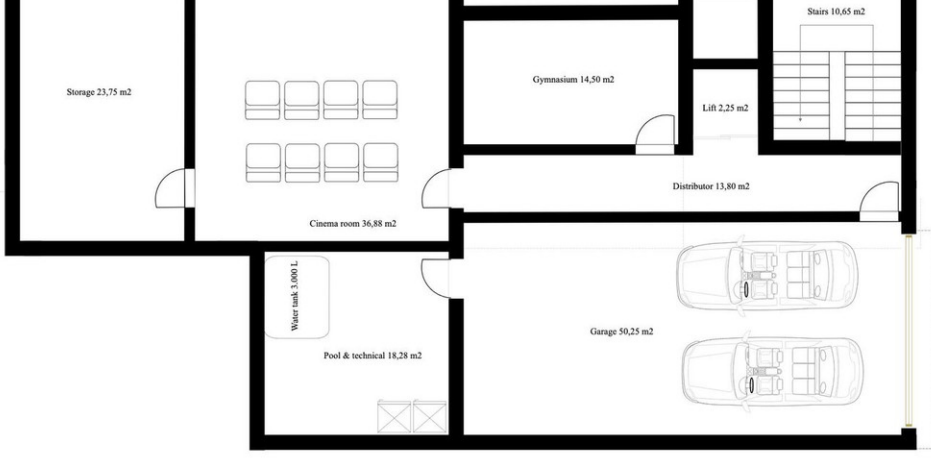 Stairs 10,65 m2
Storage 23,75 m2
Gymnasium 14,50 m2
Lift 2,25 m2
Distributor 13,80 m2
Cinema room 36,88 m2
Water tank 3.000 L
Garage 50,25 m2
Pool & technical 18,28 m2